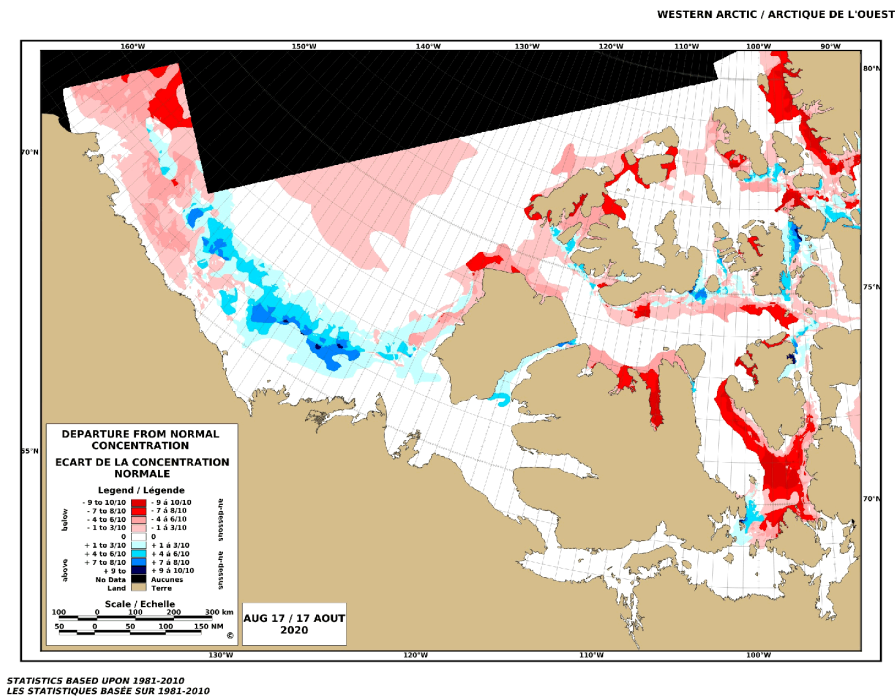 WESTERN ARCTIC / ARCTIQUE DE L'OUEST
160°W 150°W 140°W 130°W 120°W 110°W 100°W 90°W
80°N
70°N
75°N
65°N
70°N
DEPARTURE FROM NORMAL
CONCENTRATION
ECART DE LA CONCENTRATION
NORMALE
Legend / Légende
- 9 to 10/10 - 9 á 10/10
- 7 to 8/10 - 7 á 8/10
- 4 to 6/10 - 4 á 6/10
- 1 to 3/10 - 1 á 3/10
0 0
+ 1 to 3/10 + 1 á 3/10
+ 4 to 6/10 + 4 á 6/10
+ 7 to 8/10 + 7 á 8/10
+ 9 to + 9 á 10/10
No Data Aucunes
Land Terre
below
above
au-dessous
au-densus
Scale / Echelle
100 0 100 200 300 km
50 0 50 100 150 NM
©
AUG 17 / 17 AOUT
2020
130°W 120°W 110°W 100°W
STATISTICS BASED UPON 1981-2010
LES STATISTIQUES BASÉE SUR 1981-2010